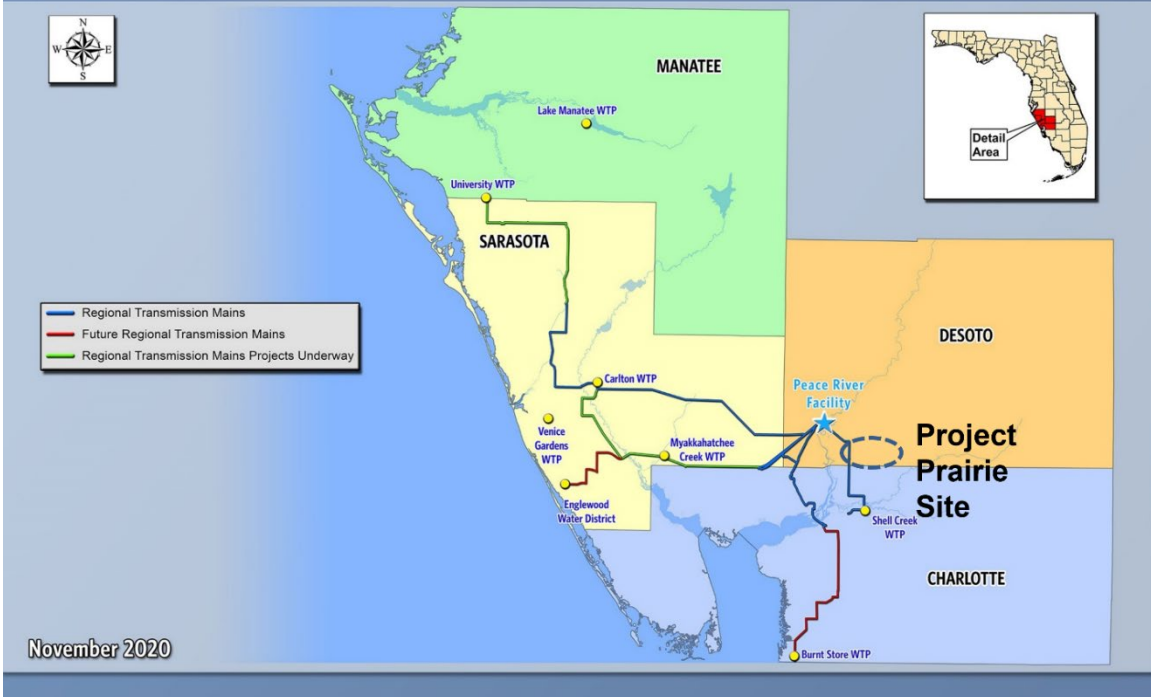 N
W
E
S
MANATEE
Lake Manatee WTP
Detail
Area
University WTP
SARASOTA
Regional Transmission Mains
Future Regional Transmission Mains
Regional Transmission Mains Projects Underway
DESOTO
Carlton WTP
Peace River
Facility
Venice
Gardens
WTP
Myakkahatchee
Creek WTP
Project
Prairie
Site
Englewood
Water District
Shell Creek
WTP
CHARLOTTE
November 2020
Burnt Store WTP